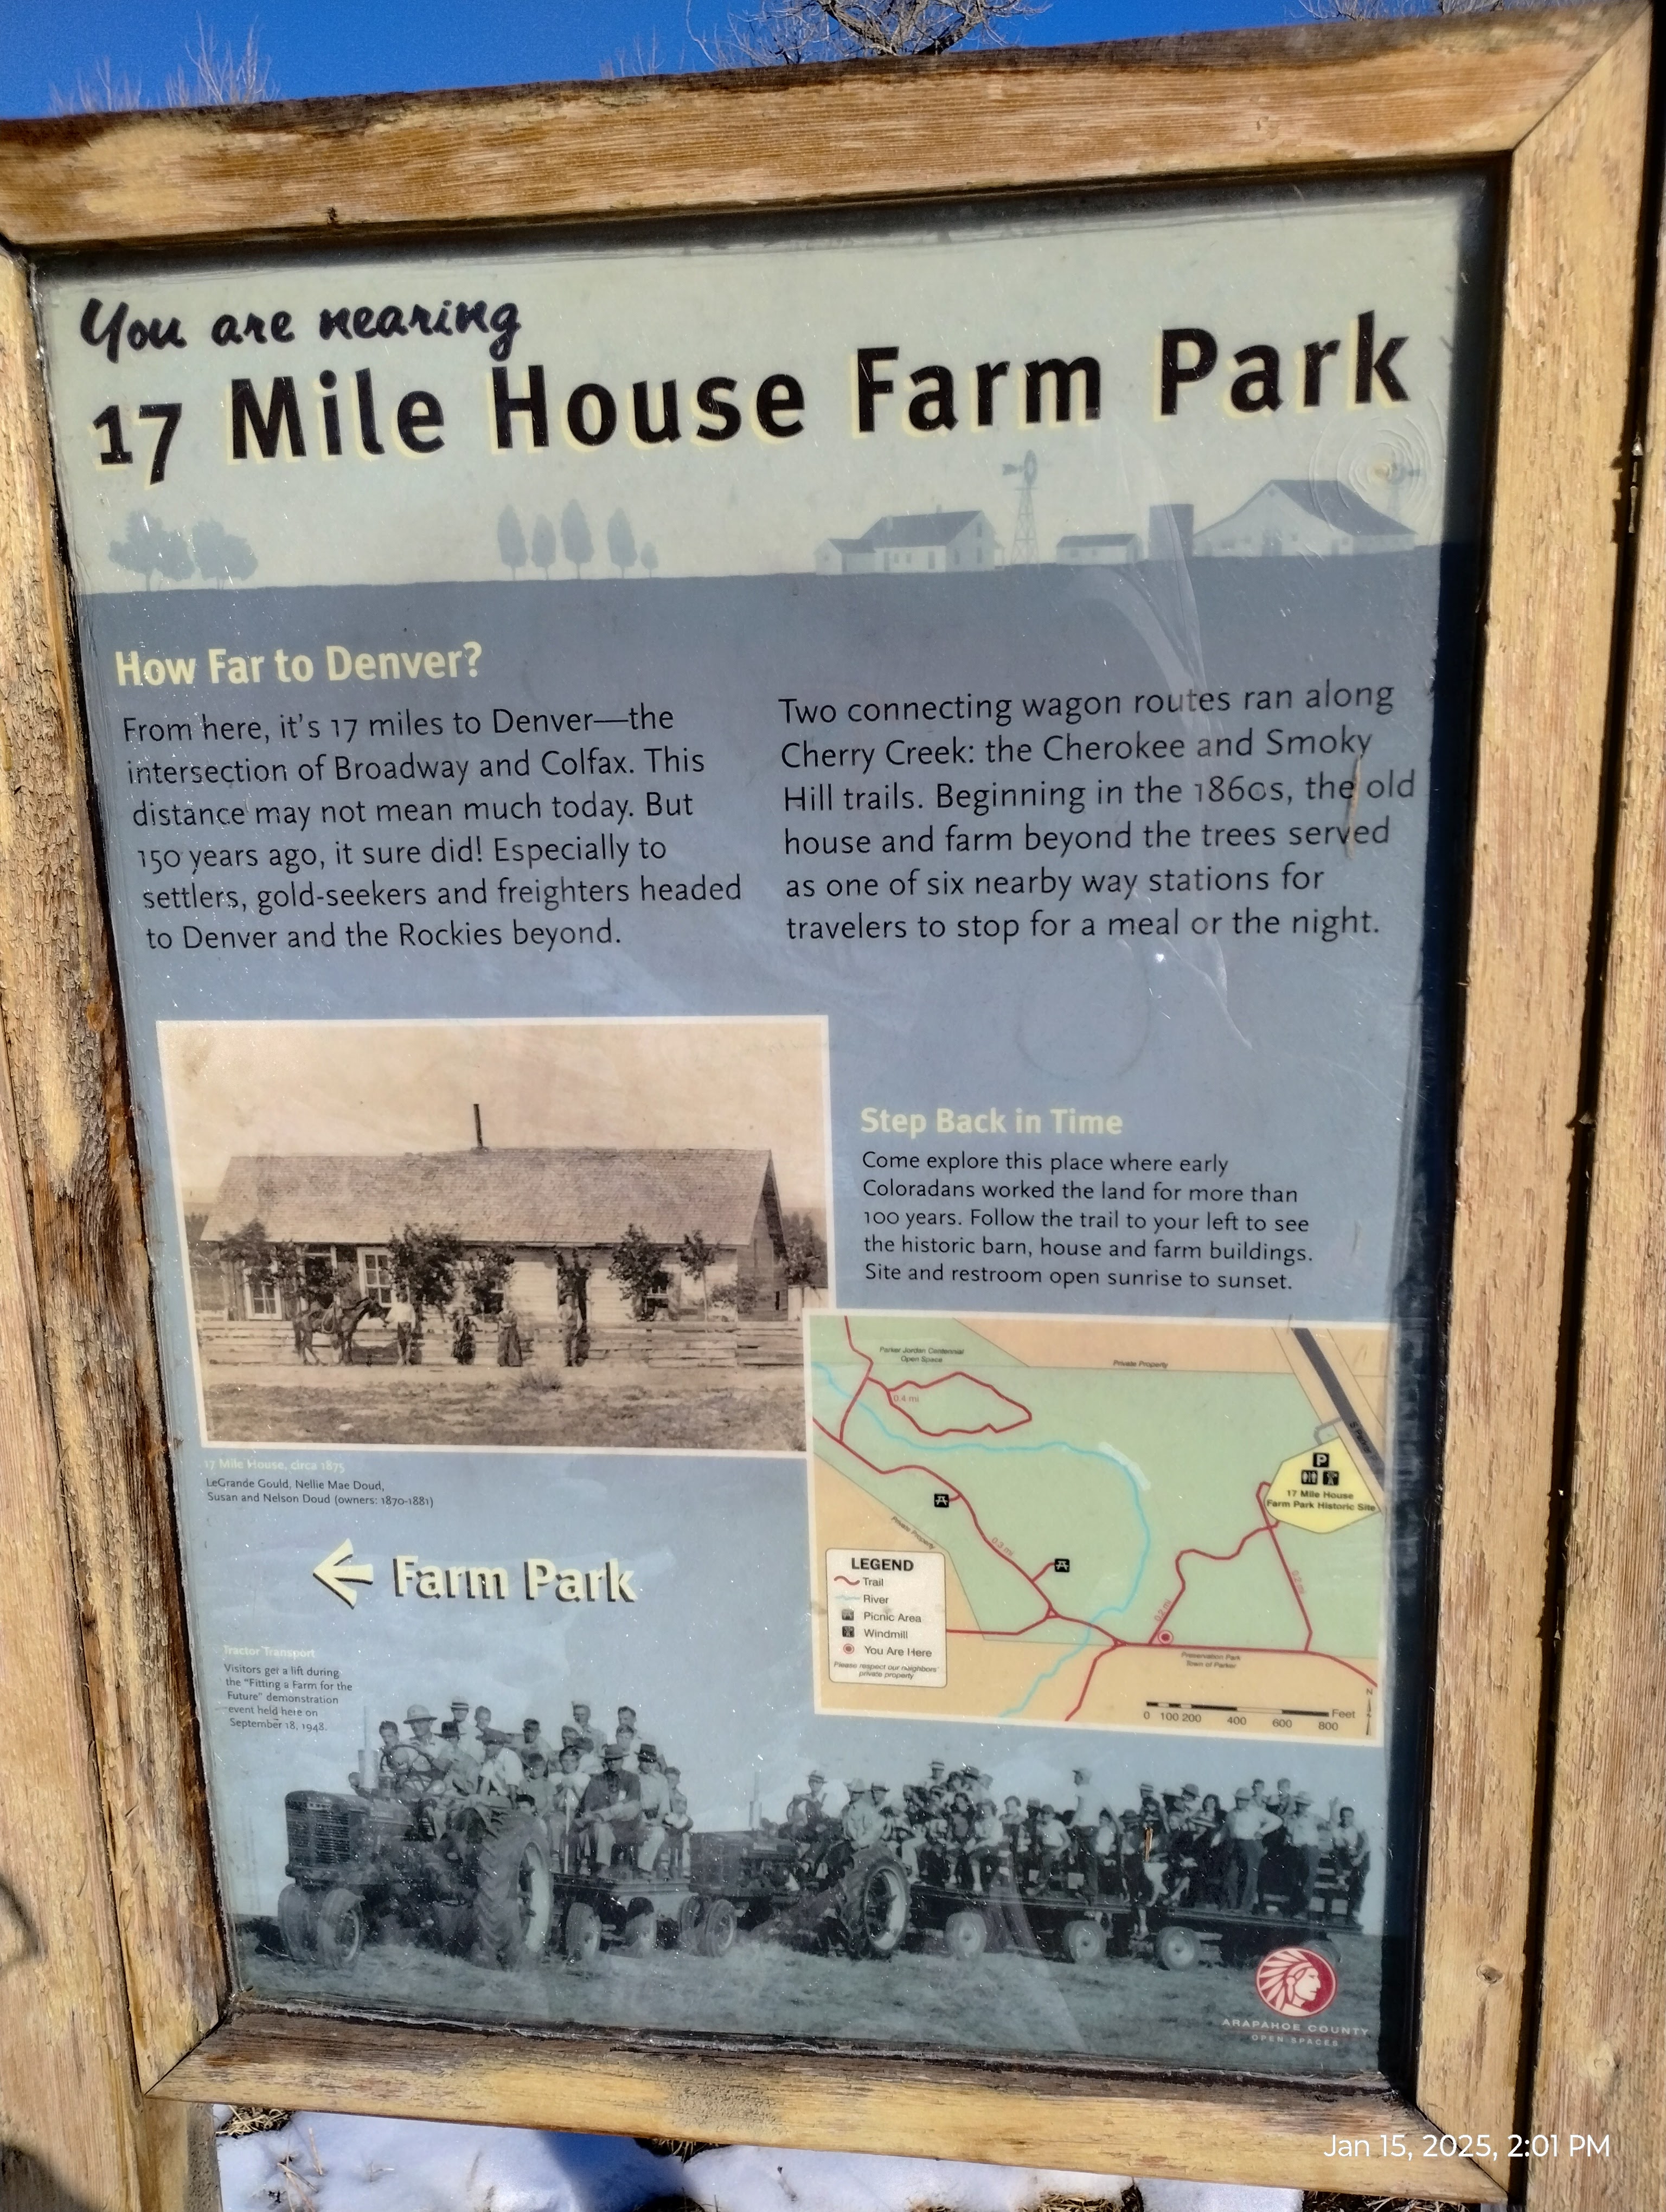 You are nearing
17 Mile House Farm Park
How Far to Denver?
From here, it's 17 miles to Denver—the
intersection of Broadway and Colfax. This
distance may not mean much today. But
150 years ago, it sure did! Especially to
settlers, gold-seekers and freighters headed
to Denver and the Rockies beyond.
Two connecting wagon routes ran along
Cherry Creek: the Cherokee and Smoky
Hill trails. Beginning in the 1860s, the old
house and farm beyond the trees served
as one of six nearby way stations for
travelers to stop for a meal or the night.
Step Back in Time
Come explore this place where early
Coloradans worked the land for more than
100 years. Follow the trail to your left to see
the historic barn, house and farm buildings.
Site and restroom open sunrise to sunset.
17 Mile House, circa 1875
LeGrande Gould, Nellie Mae Doud,
Susan and Nelson Doud (owners: 1870-1881)
← Farm Park
Parker Jordan Centennial
Open Space
Private Property
0.4 mi
P
17 Mile House
Farm Park Historic Site
Private Property
0.3 mi
0.2 mi
LEGEND
Trail
River
Picnic Area
Windmill
You Are Here
Please respect our neighbors'
private property
Preservation Park
Town of Parker
N
Feet
0 100 200 400 600 800
Tractor Transport
Visitors get a lift during
the "Fitting a Farm for the
Future" demonstration
event held here on
September 18, 1948.
ARAPAHOE COUNTY
OPEN SPACES
Jan 15, 2025, 2:01 PM